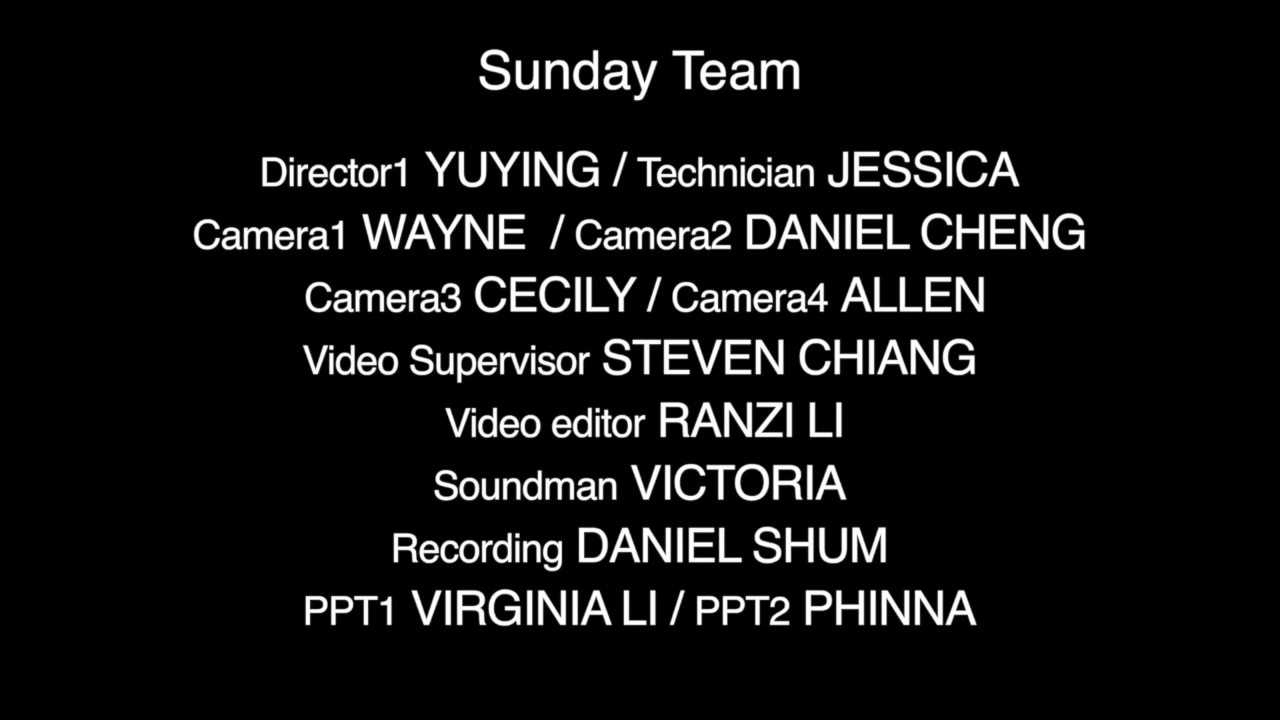 Sunday Team
Director1 YUYING / Technician JESSICA
Camera1 WAYNE / Camera2 DANIEL CHENG
Camera3 CECILY / Camera4 ALLEN
Video Supervisor STEVEN CHIANG
Video editor RANZI LI
Soundman VICTORIA
Recording DANIEL SHUM
PPT1 VIRGINIA LI / PPT2 PHINNA